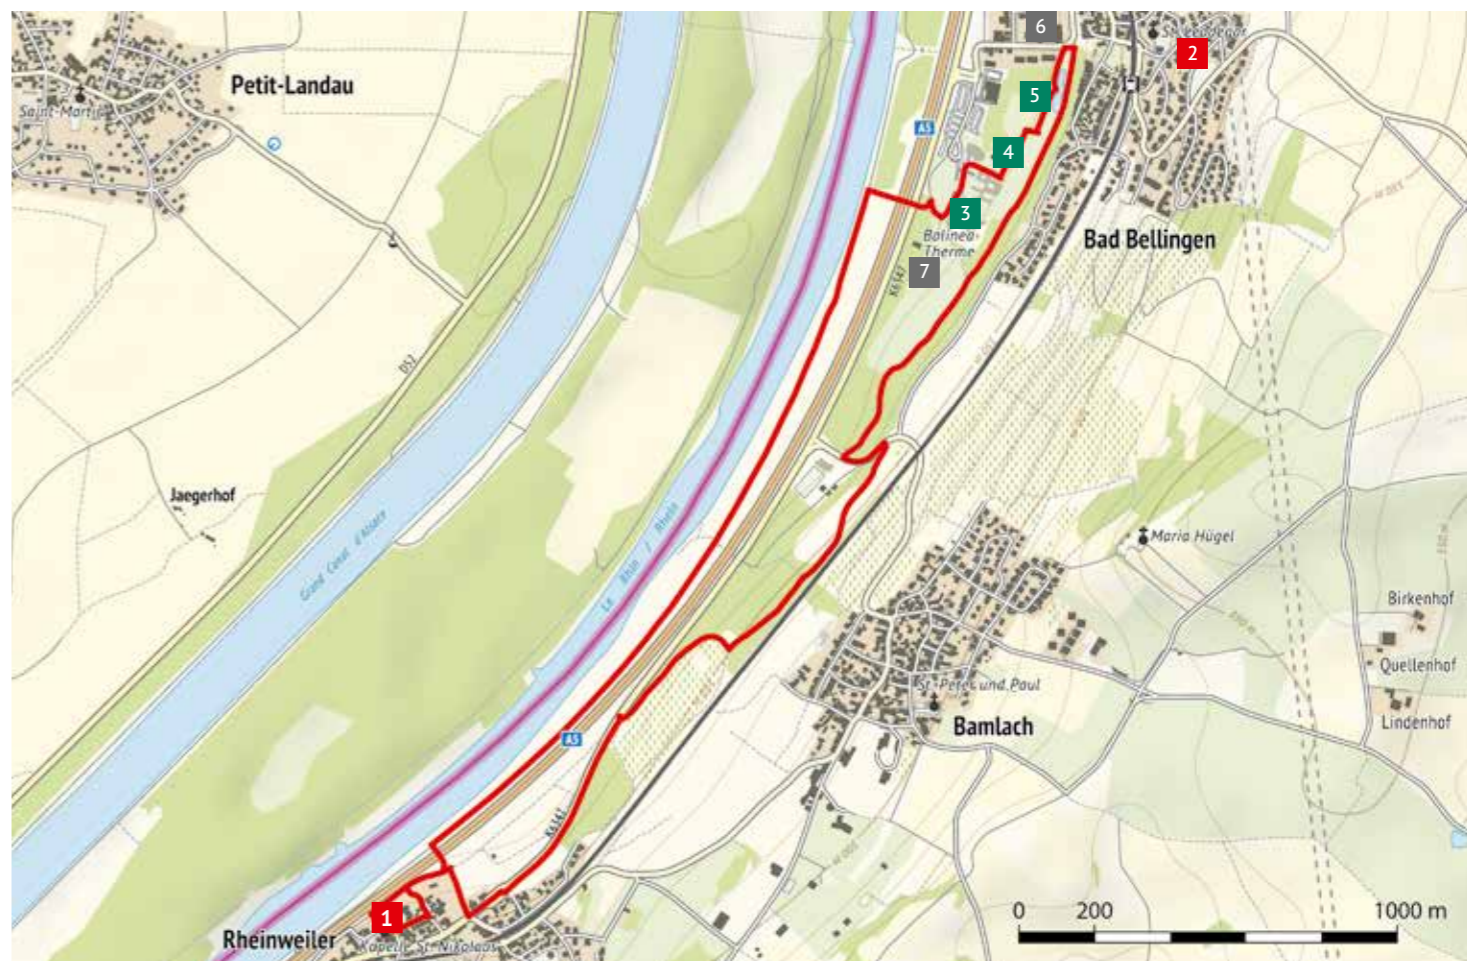 6
2
Petit-Landau
5
Saint-Martin
A5
4
3
Balinea-
Therme
Bad Bellingen
7
K6347
D52
Jaegerhof
Le Rhin / Rhein
Grand Canal d'Alsace
Maria Hügel
Birkenhof
Quellenhof
St. Peter und Paul
Lindenhof
Bamlach
A5
K6347
0
200
1000 m
1
Rheinweiler
Kapelle St. Nikolaus